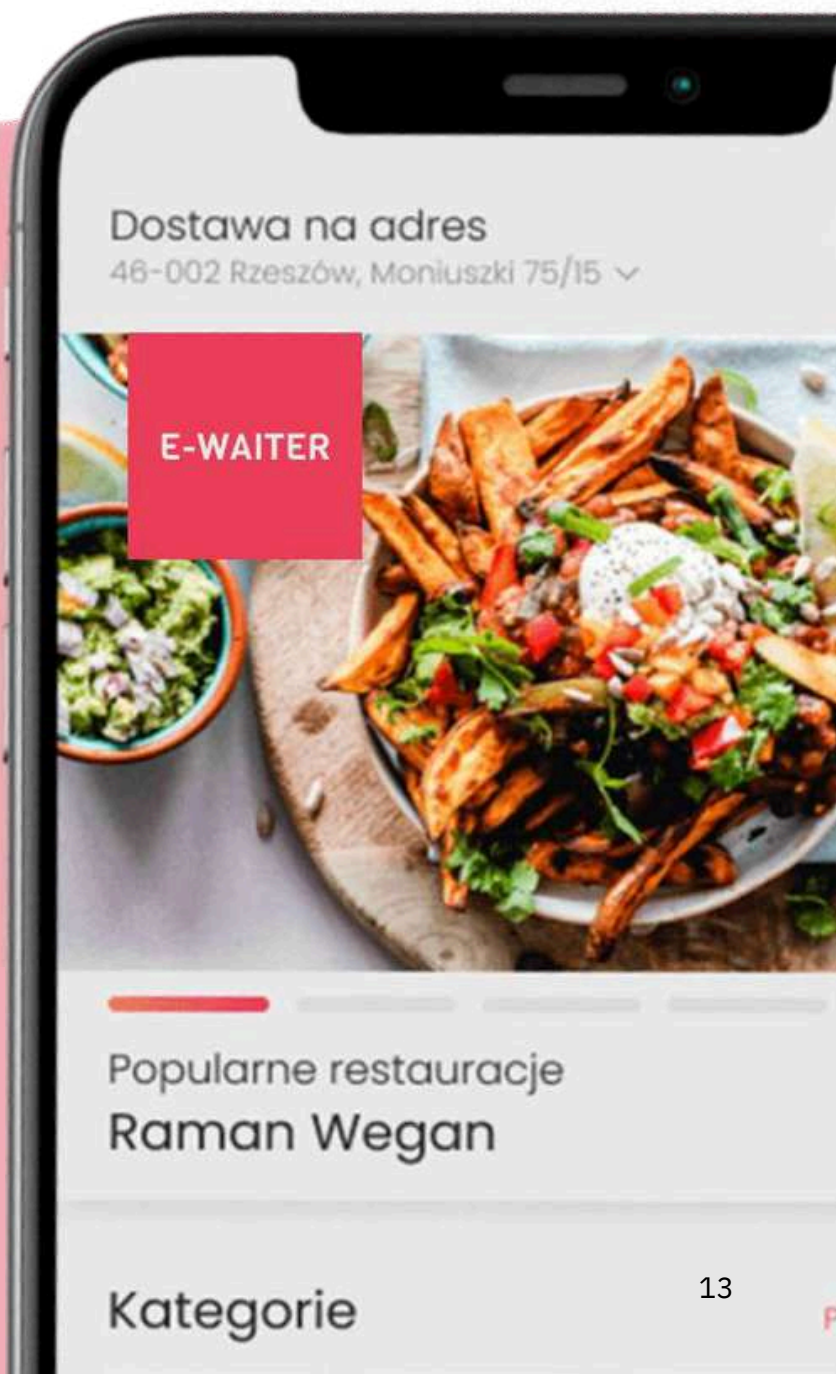 Dostawa na adres
46-002 Rzeszów, Moniuszki 75/15
E-WAITER
Popularne restauracje
Raman Wegan
Kategorie
13